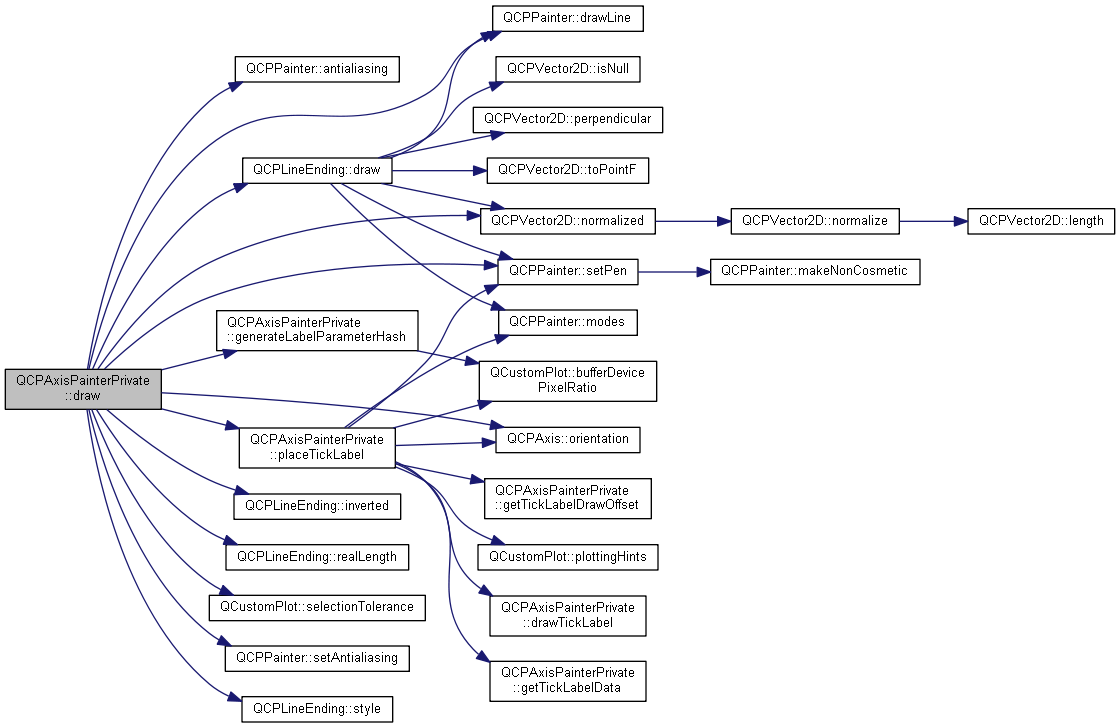 QCPPainter::drawLine
QCPPainter::antialiasing
QCPVector2D::isNull
QCPVector2D::perpendicular
QCPLineEnding::draw
QCPVector2D::toPointF
QCPVector2D::normalized
QCPVector2D::normalize
QCPVector2D::length
QCPPainter::setPen
QCPPainter::makeNonCosmetic
QCPAxisPainterPrivate
::generateLabelParameterHash
QCPPainter::modes
QCustomPlot::bufferDevice
PixelRatio
QCPAxisPainterPrivate
::draw
QCPAxisPainterPrivate
::placeTickLabel
QCPAxis::orientation
QCPAxisPainterPrivate
::getTickLabelDrawOffset
QCPLineEnding::inverted
QCPLineEnding::realLength
QCustomPlot::plottingHints
QCustomPlot::selectionTolerance
QCPAxisPainterPrivate
::drawTickLabel
QCPPainter::setAntialiasing
QCPAxisPainterPrivate
::getTickLabelData
QCPLineEnding::style